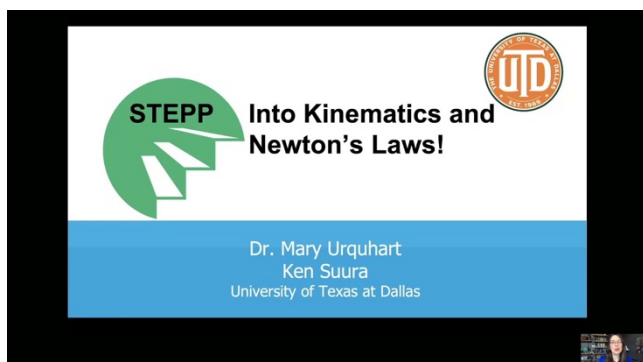 STEPP Into Kinematics and
Newton's Laws!
THE UNIVERSITY OF TEXAS AT DALLAS
UTD
EST. 1969
Dr. Mary Urquhart
Ken Suura
University of Texas at Dallas